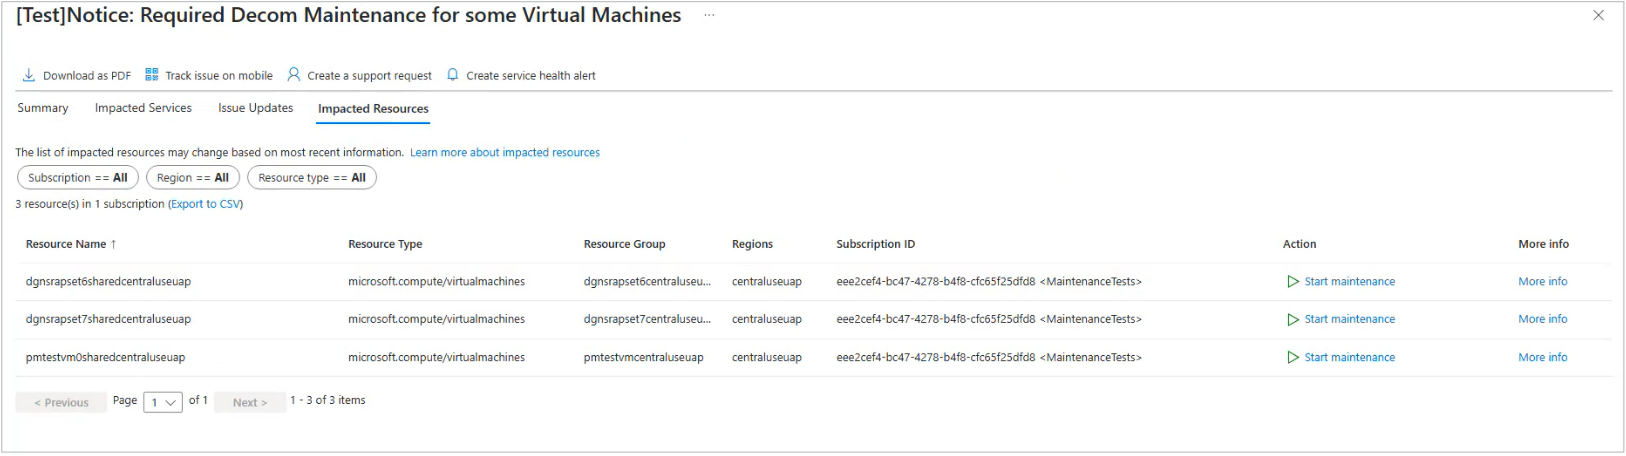 [Test]Notice: Required Decom Maintenance for some Virtual Machines ...
Download as PDF Track issue on mobile Create a support request Create service health alert
Summary Impacted Services Issue Updates Impacted Resources
The list of impacted resources may change based on most recent information. Learn more about impacted resources
Subscription == All Region == All Resource type == All
3 resource(s) in 1 subscription (Export to CSV)
Resource Name ↑ Resource Type Resource Group Regions Subscription ID Action More info
dgnsrapset6sharedcentraluseuap microsoft.compute/virtualmachines dgnsrapset6centraluseu... centraluseuap eee2cef4-bc47-4278-b4f8-cfc65f25dfd8 <MaintenanceTests> Start maintenance More info
dgnsrapset7sharedcentraluseuap microsoft.compute/virtualmachines dgnsrapset7centraluseu... centraluseuap eee2cef4-bc47-4278-b4f8-cfc65f25dfd8 <MaintenanceTests> Start maintenance More info
pmtestvm0sharedcentraluseuap microsoft.compute/virtualmachines pmtestvmcentraluseuap centraluseuap eee2cef4-bc47-4278-b4f8-cfc65f25dfd8 <MaintenanceTests> Start maintenance More info
< Previous Page 1 of 1 Next > 1 - 3 of 3 items